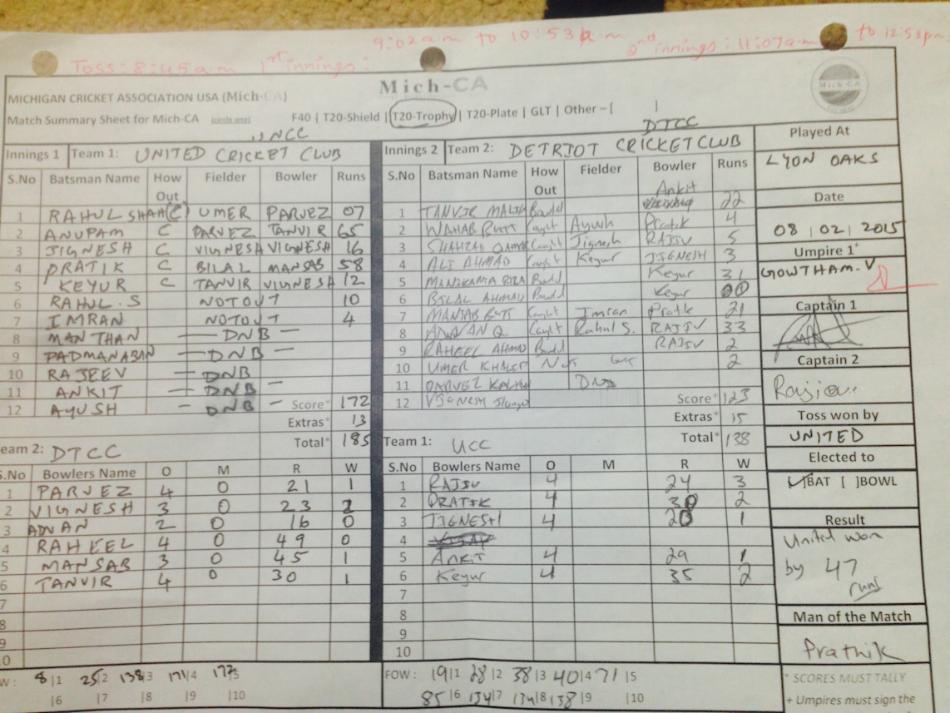 9:02am to 10:53am 2nd innings: 11:07am to 12:53pm
Toss: 8:45am 1st innings:
Mich-CA
MICHIGAN CRICKET ASSOCIATION USA (Mich-CA)
Match Summary Sheet for Mich-CA F40 | T20-Shield | T20-Trophy | T20-Plate | GLT | Other – [ ]
UNCC DTCC
Innings 1 Team 1: UNITED CRICKET CLUB
S.No Batsman Name How Out Fielder Bowler Runs
1 RAHUL SHAH (C) UMER PARVEZ 07
2 ANUPAM C PARVEZ TANVIR 65
3 JIGNESH C VIGNESH VIGNESH 16
4 PRATIK C BILAL MANSAB 58
5 KEYUR C TANVIR VIGNESH 12
6 RAHUL.S NOTOUT 10
7 IMRAN NOTOUT 4
8 MANTHAN — DNB —
9 PADMANABAN — DNB —
10 RAJEEV — DNB
11 ANKIT — DNB —
12 AYUSH — DNB
Score* 172
Extras* 13
Total* 185
Team 2: DTCC
S.No Bowlers Name O M R W
1 PARVEZ 4 0 21 1
2 VIGNESH 3 0 23 2
3 ADNAN 2 0 16 0
4 RAHEEL 4 0 49 0
5 MANSAB 3 0 45 1
6 TANVIR 4 0 30 1
7
8
9
10
FOW: 8|1 25|2 138|3 171|4 173
|6 |7 |8 |9 |10
Innings 2 Team 2: DETRIOT CRICKET CLUB
S.No Batsman Name How Out Fielder Bowler Runs
1 TANVIR MALIK Bowld Ankit 22
2 WAHAB BUTT Caught Ayush Pratik 4
3 Caught Jignesh RAJIV 5
4 ALI AHMAD Caught Keyur JIGNESH 3
5 Bowld Keyur 31
6 BILAL AHMAD Bowld Keyur 00
7 MANSAB BUTT Caught Imran Pratik 21
8 ADNAN Q Caught Rahul S. RAJIV 33
9 RAHEEL AHMAD Bowld RAJIV 2
10 UMER KHALID Not out 2
11 PARVEZ DNB
12 VIGNESH
Score* 123
Extras* 15
Total* 138
Team 1: UCC
S.No Bowlers Name O M R W
1 RAJIV 4 24 3
2 PRATIK 4 30 2
3 JIGNESH 4 20 1
4
5 ANKIT 4 29 1
6 Keyur 4 35 2
7
8
9
10
FOW: 19|1 28|2 38|3 40|4 71|5
85|6 134|7 134|8 138|9 |10
Mich-CA
Played At
LYON OAKS
Date
08 | 02 | 2015
Umpire 1*
GOWTHAM.V
Captain 1
Captain 2
Rajiv
Toss won by
UNITED
Elected to
[✓]BAT [ ]BOWL
Result
United won
by 47
runs
Man of the Match
Prathik
* SCORES MUST TALLY
+ Umpires must sign the